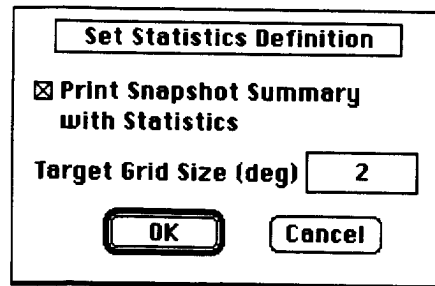 Set Statistics Definition
Print Snapshot Summary
with Statistics
Target Grid Size (deg) 2
OK Cancel